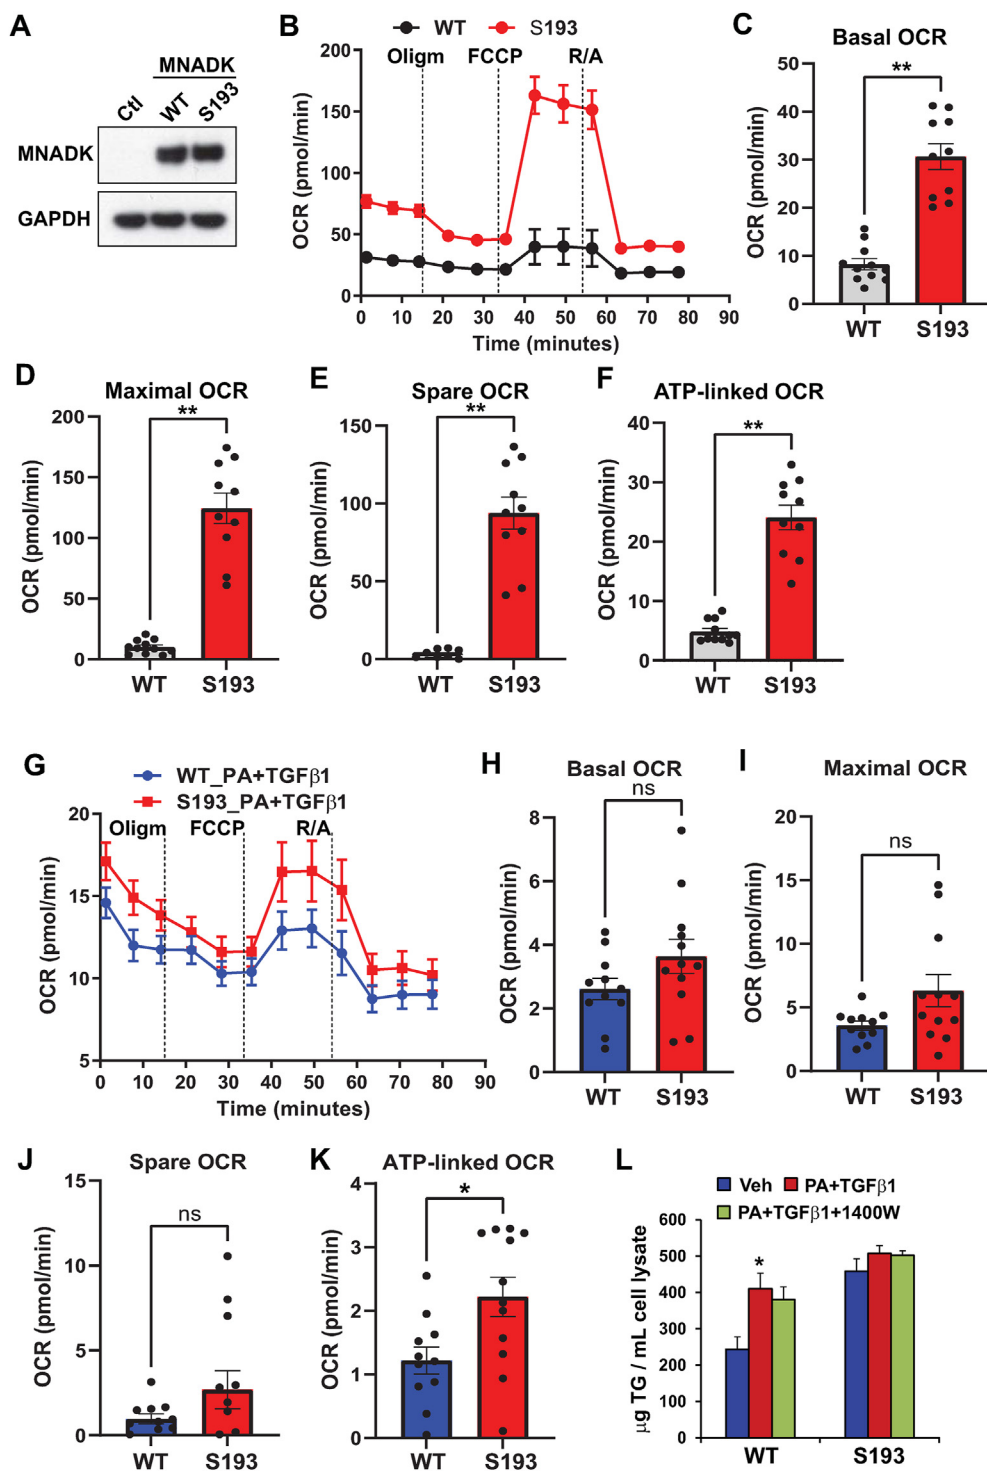 A
MNADK
Ctl
WT
S193
MNADK
GAPDH
B
WT
S193
Oligm
FCCP
R/A
200
150
100
50
0
OCR (pmol/min)
0 10 20 30 40 50 60 70 80 90
Time (minutes)
C
Basal OCR
**
50
40
30
20
10
0
OCR (pmol/min)
WT
S193
D
Maximal OCR
**
200
150
100
50
0
OCR (pmol/min)
WT
S193
E
Spare OCR
**
150
100
50
0
OCR (pmol/min)
WT
S193
F
ATP-linked OCR
**
40
30
20
10
0
OCR (pmol/min)
WT
S193
G
WT_PA+TGFβ1
S193_PA+TGFβ1
Oligm
FCCP
R/A
20
15
10
5
OCR (pmol/min)
0 10 20 30 40 50 60 70 80 90
Time (minutes)
H
Basal OCR
ns
8
6
4
2
0
OCR (pmol/min)
WT
S193
I
Maximal OCR
ns
20
15
10
5
0
OCR (pmol/min)
WT
S193
J
Spare OCR
ns
15
10
5
0
OCR (pmol/min)
WT
S193
K
ATP-linked OCR
*
4
3
2
1
0
OCR (pmol/min)
WT
S193
L
Veh
PA+TGFβ1
PA+TGFβ1+1400W
600
500
400
300
200
100
0
*
µg TG / mL cell lysate
WT
S193